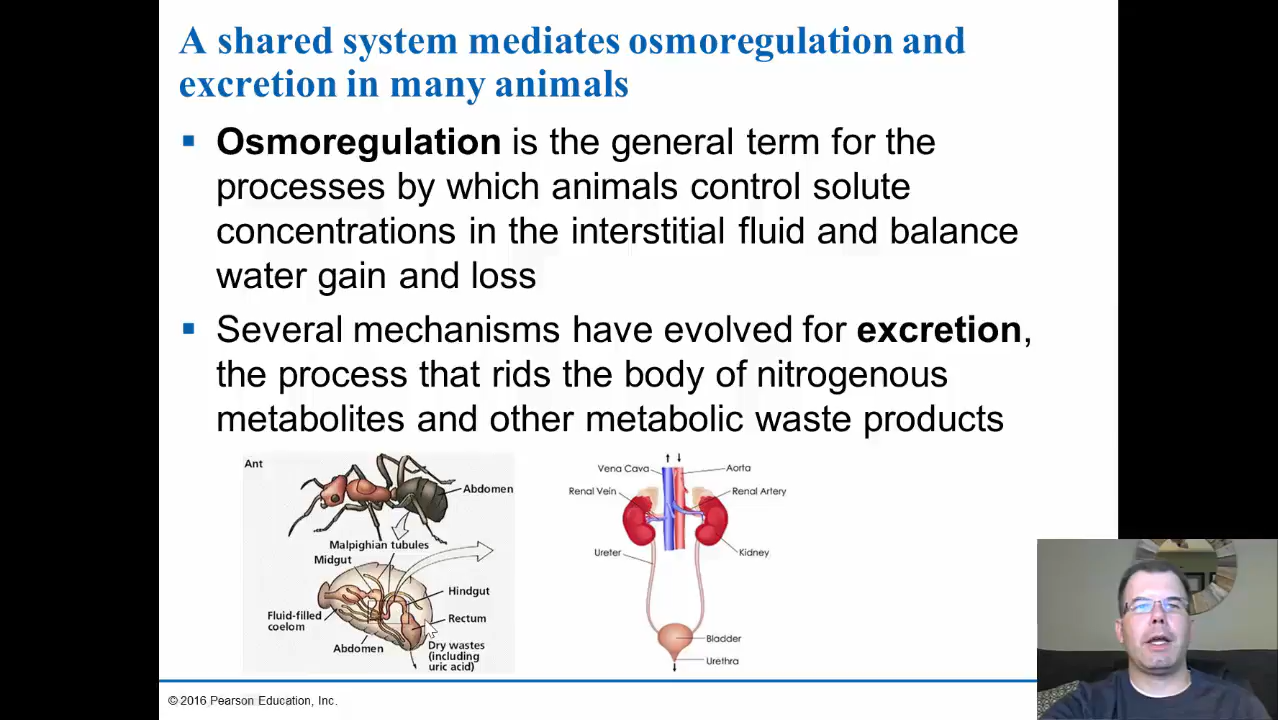 A shared system mediates osmoregulation and
excretion in many animals
Osmoregulation is the general term for the
processes by which animals control solute
concentrations in the interstitial fluid and balance
water gain and loss
Several mechanisms have evolved for excretion,
the process that rids the body of nitrogenous
metabolites and other metabolic waste products
Ant
Abdomen
Malpighian tubules
Midgut
Hindgut
Fluid-filled
coelom
Rectum
Abdomen
Dry wastes
(including
uric acid)
Vena Cava
Aorta
Renal Vein
Renal Artery
Ureter
Kidney
Bladder
Urethra
© 2016 Pearson Education, Inc.